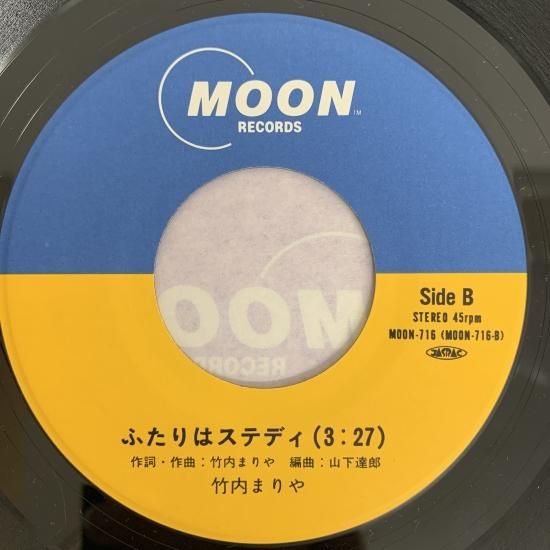 MOON™
RECORDS
Side B
STEREO 45rpm
MOON-716 (MOON-716-B)
JASRAC
MOON
RECORD
ふたりはステディ(3:27)
作詞・作曲:竹内まりや 編曲:山下達郎
竹内まりや